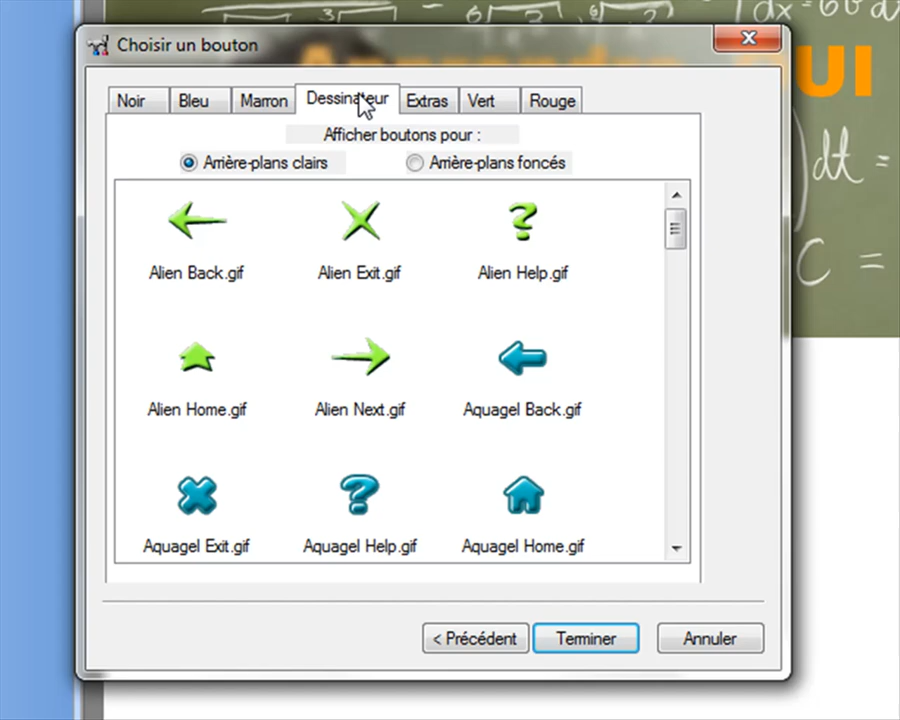 Choisir un bouton
UI
Noir Bleu Marron Dessinateur Extras Vert Rouge
Afficher boutons pour :
Arrière-plans clairs Arrière-plans foncés
Alien Back.gif Alien Exit.gif Alien Help.gif
Alien Home.gif Alien Next.gif Aquagel Back.gif
Aquagel Exit.gif Aquagel Help.gif Aquagel Home.gif
< Précédent Terminer Annuler
dt =
C =